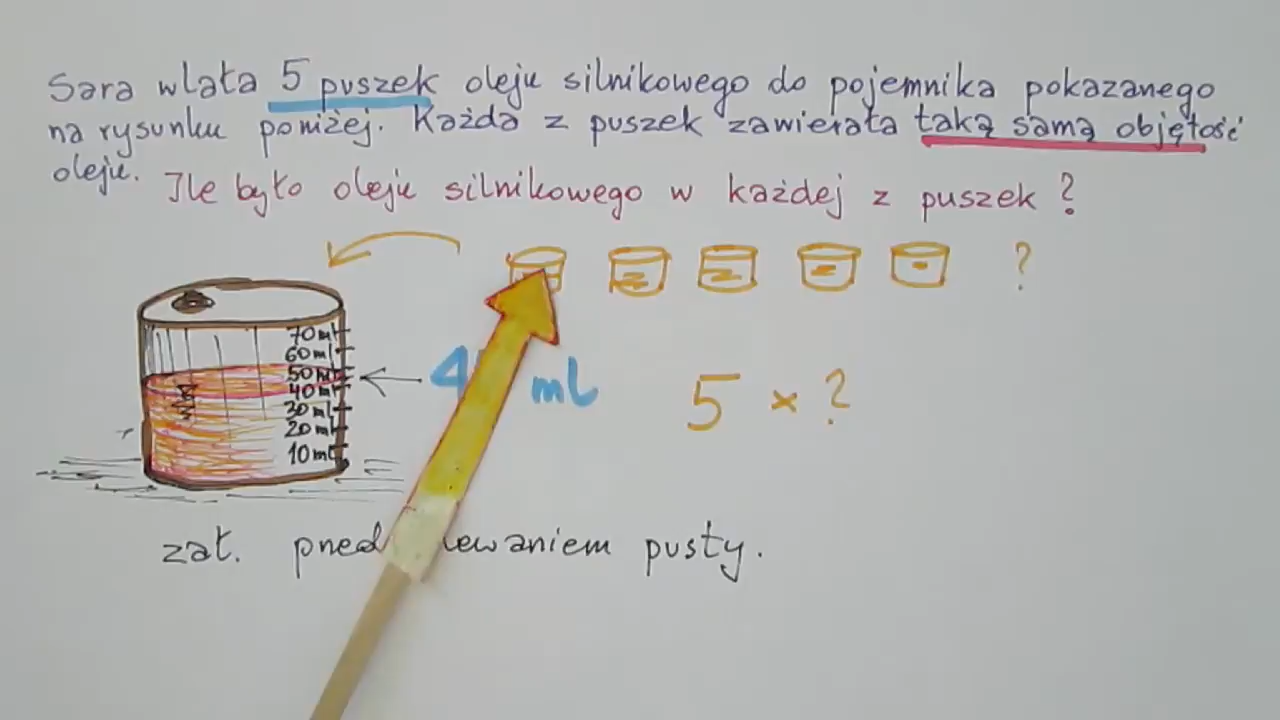 Sara wlała 5 puszek oleju silnikowego do pojemnika pokazanego
na rysunku poniżej. Każda z puszek zawierała taką samą objętość
oleju. Ile było oleju silnikowego w każdej z puszek ?
?
70ml
60ml
50ml
40ml
30ml
20ml
10ml
4 ml
5 × ?
zał. pusty.